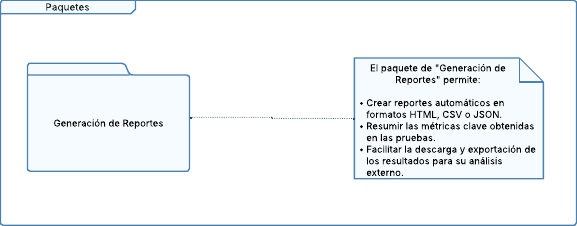 Paquetes
Generación de Reportes
El paquete de "Generación de
Reportes" permite:
• Crear reportes automáticos en
formatos HTML, CSV o JSON.
• Resumir las métricas clave obtenidas
en las pruebas.
• Facilitar la descarga y exportación de
los resultados para su análisis
externo.